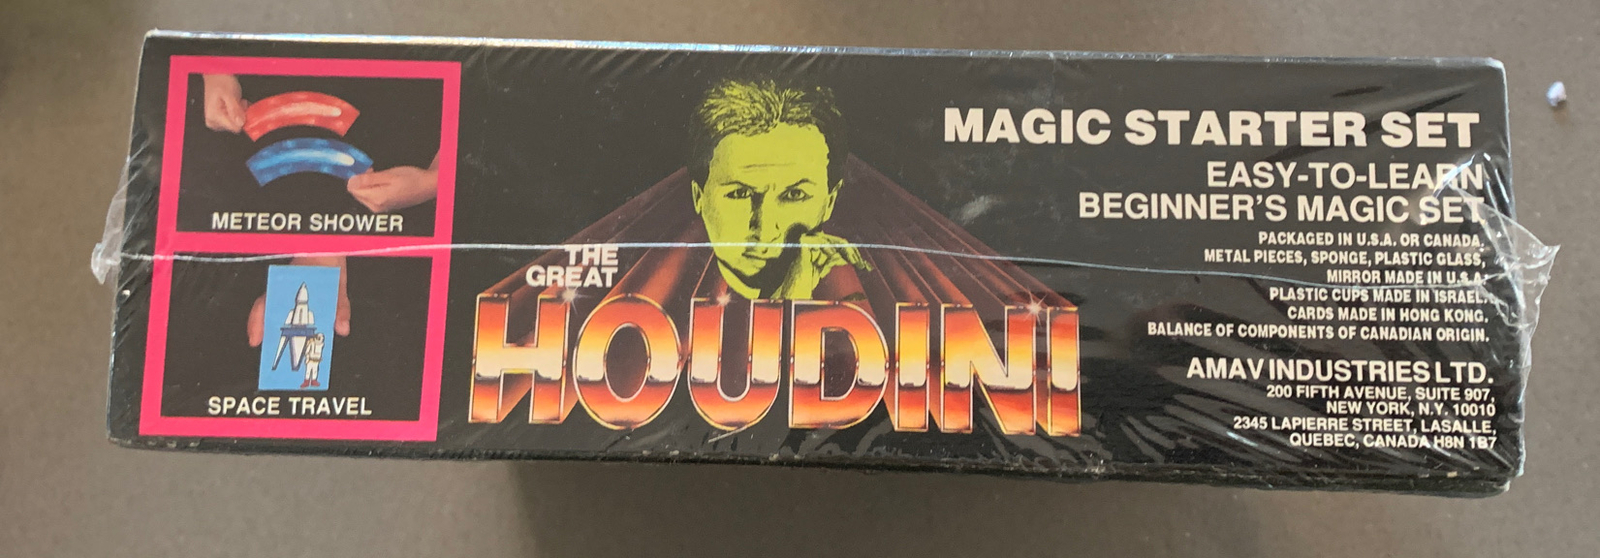 METEOR SHOWER
SPACE TRAVEL
THE
GREAT
HOUDINI
MAGIC STARTER SET
EASY-TO-LEARN
BEGINNER'S MAGIC SET
PACKAGED IN U.S.A. OR CANADA.
METAL PIECES, SPONGE, PLASTIC GLASS,
MIRROR MADE IN U.S.A.
PLASTIC CUPS MADE IN ISRAEL.
CARDS MADE IN HONG KONG.
BALANCE OF COMPONENTS OF CANADIAN ORIGIN.
AMAV INDUSTRIES LTD.
200 FIFTH AVENUE, SUITE 907,
NEW YORK, N.Y. 10010
2345 LAPIERRE STREET, LASALLE,
QUEBEC, CANADA H8N 1B7